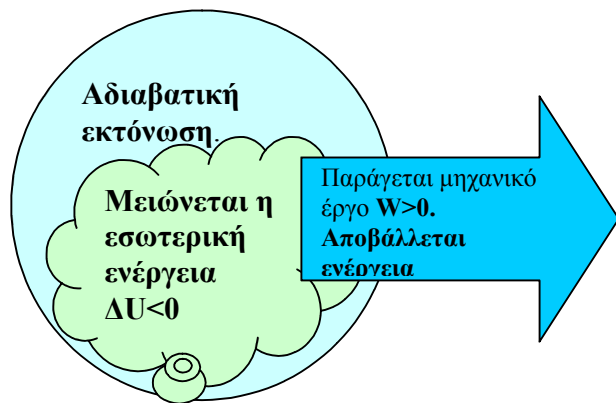 Αδιαβατική
εκτόνωση.
Μειώνεται η
εσωτερική
ενέργεια
ΔU<0
Παράγεται μηχανικό
έργο W>0.
Αποβάλλεται
ενέργεια